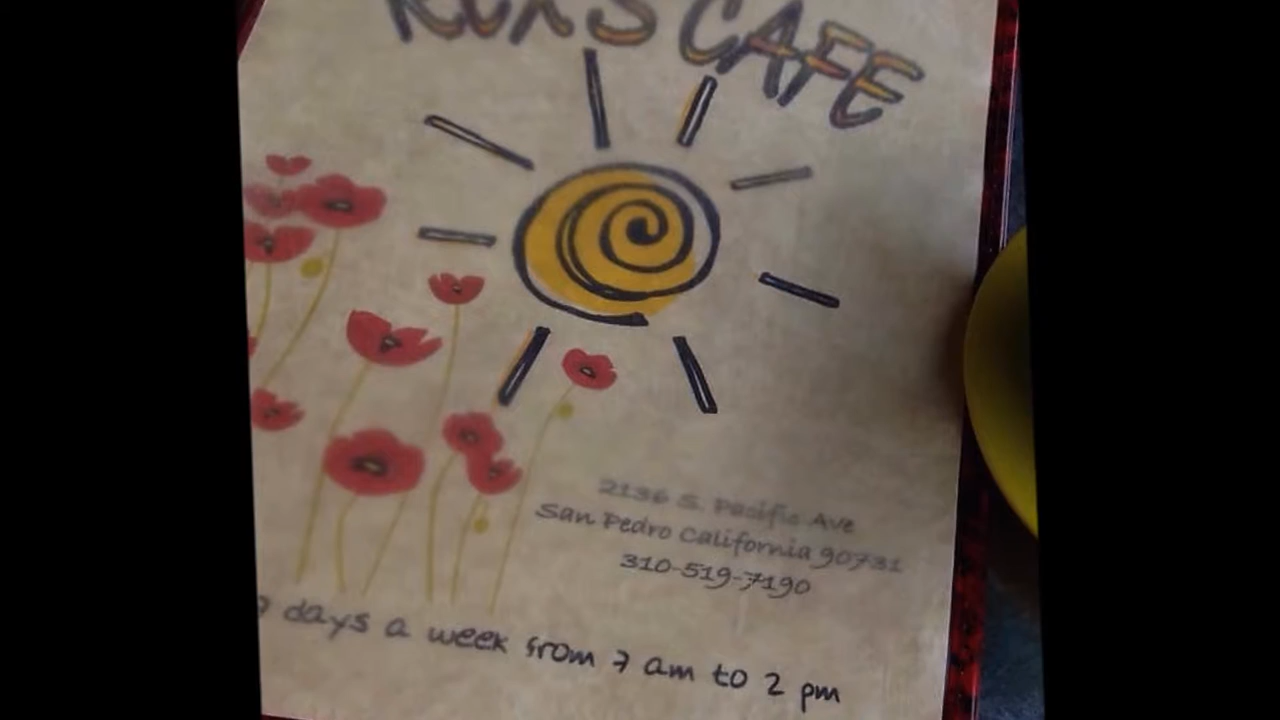 CAFE
2136 S. Pacific Ave
San Pedro California 90731
310-519-7190
7 days a week from 7 am to 2 pm